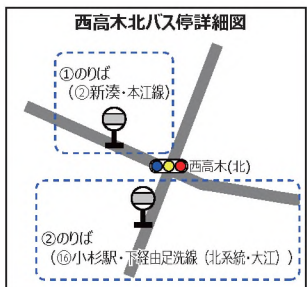 西高木北バス停詳細図
①のりば
(②新湊・本江線)
西高木(北)
②のりば
(⑯小杉駅・下経由足洗線(北系統・大江))